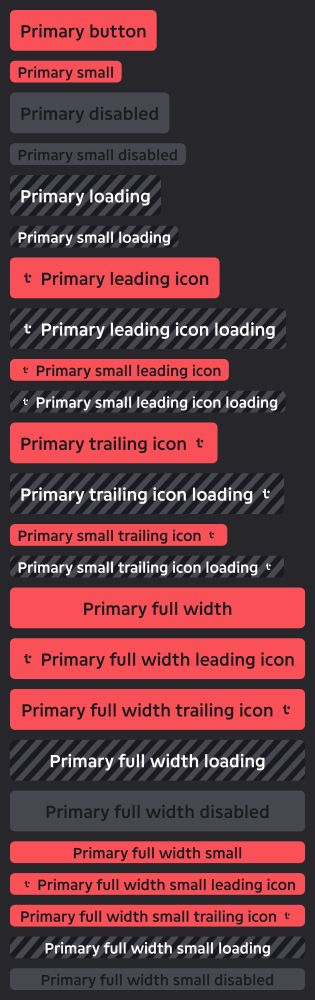 Primary button
Primary small
Primary disabled
Primary small disabled
Primary loading
Primary small loading
Primary leading icon
Primary leading icon loading
Primary small leading icon
Primary small leading icon loading
Primary trailing icon
Primary trailing icon loading
Primary small trailing icon
Primary small trailing icon loading
Primary full width
Primary full width leading icon
Primary full width trailing icon
Primary full width loading
Primary full width disabled
Primary full width small
Primary full width small leading icon
Primary full width small trailing icon
Primary full width small loading
Primary full width small disabled